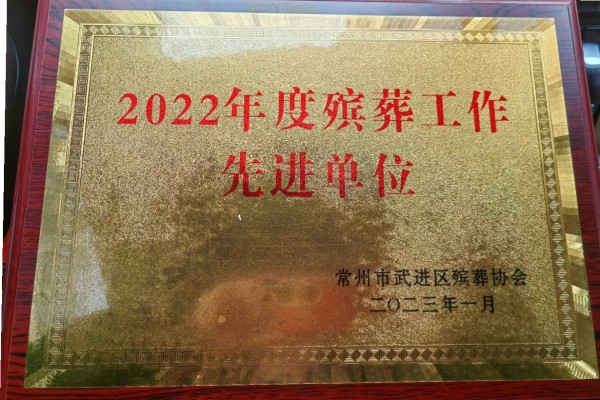 2022年度殡葬工作
先进单位
常州市武进区殡葬协会
二〇二三年一月